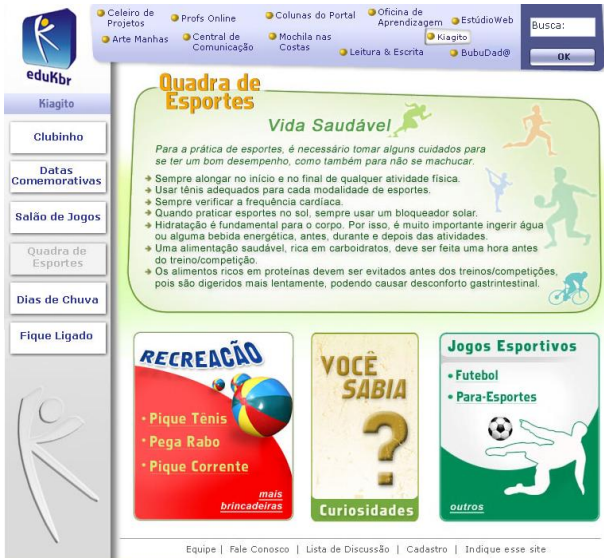 Celeiro de
Projetos
Profs Online
Colunas do Portal
Oficina de
Aprendizagem
EstúdioWeb
Arte Manhas
Central de
Comunicação
Mochila nas
Costas
Leitura & Escrita
Kiagito
BubuDad@
Busca:
OK
eduKbr
Kiagito
Clubinho
Datas
Comemorativas
Salão de Jogos
Quadra de
Esportes
Dias de Chuva
Fique Ligado
Quadra de
Esportes
Vida Saudável
Para a prática de esportes, é necessário tomar alguns cuidados para
se ter um bom desempenho, como também para não se machucar.
Sempre alongar no início e no final de qualquer atividade física.
Usar tênis adequados para cada modalidade de esportes.
Sempre verificar a frequência cardíaca.
Quando praticar esportes no sol, sempre usar um bloqueador solar.
Hidratação é fundamental para o corpo. Por isso, é muito importante ingerir água
ou alguma bebida energética, antes, durante e depois das atividades.
Uma alimentação saudável, rica em carboidratos, deve ser feita uma hora antes
do treino/competição.
Os alimentos ricos em proteínas devem ser evitados antes dos treinos/competições,
pois são digeridos mais lentamente, podendo causar desconforto gastrintestinal.
RECREAÇÃO
• Pique Tênis
• Pega Rabo
• Pique Corrente
mais
brincadeiras
VOCÊ
SABIA
?
Curiosidades
Jogos Esportivos
• Futebol
• Para-Esportes
outros
Equipe | Fale Conosco | Lista de Discussão | Cadastro | Indique esse site